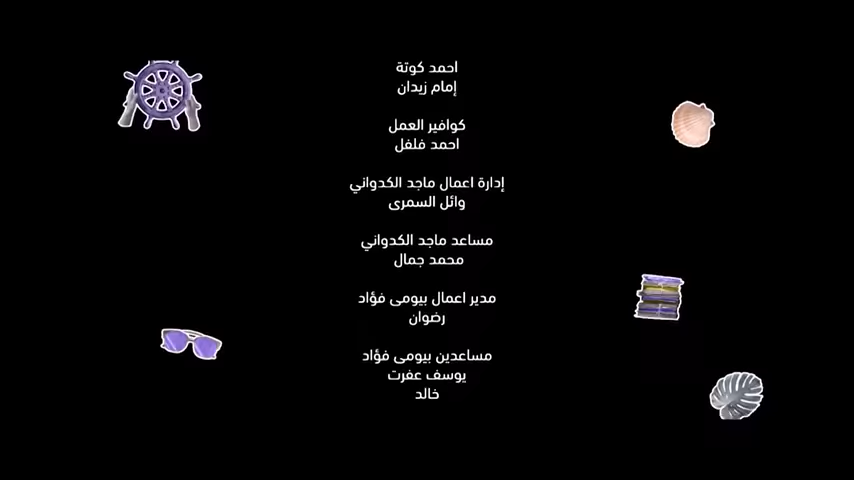 احمد كوتة
إمام زيدان
كوافير العمل
احمد فلفل
إدارة اعمال ماجد الكدواني
وائل السمرى
مساعد ماجد الكدواني
محمد جمال
مدير اعمال بيومى فؤاد
رضوان
مساعدين بيومى فؤاد
يوسف عفرت
خالد